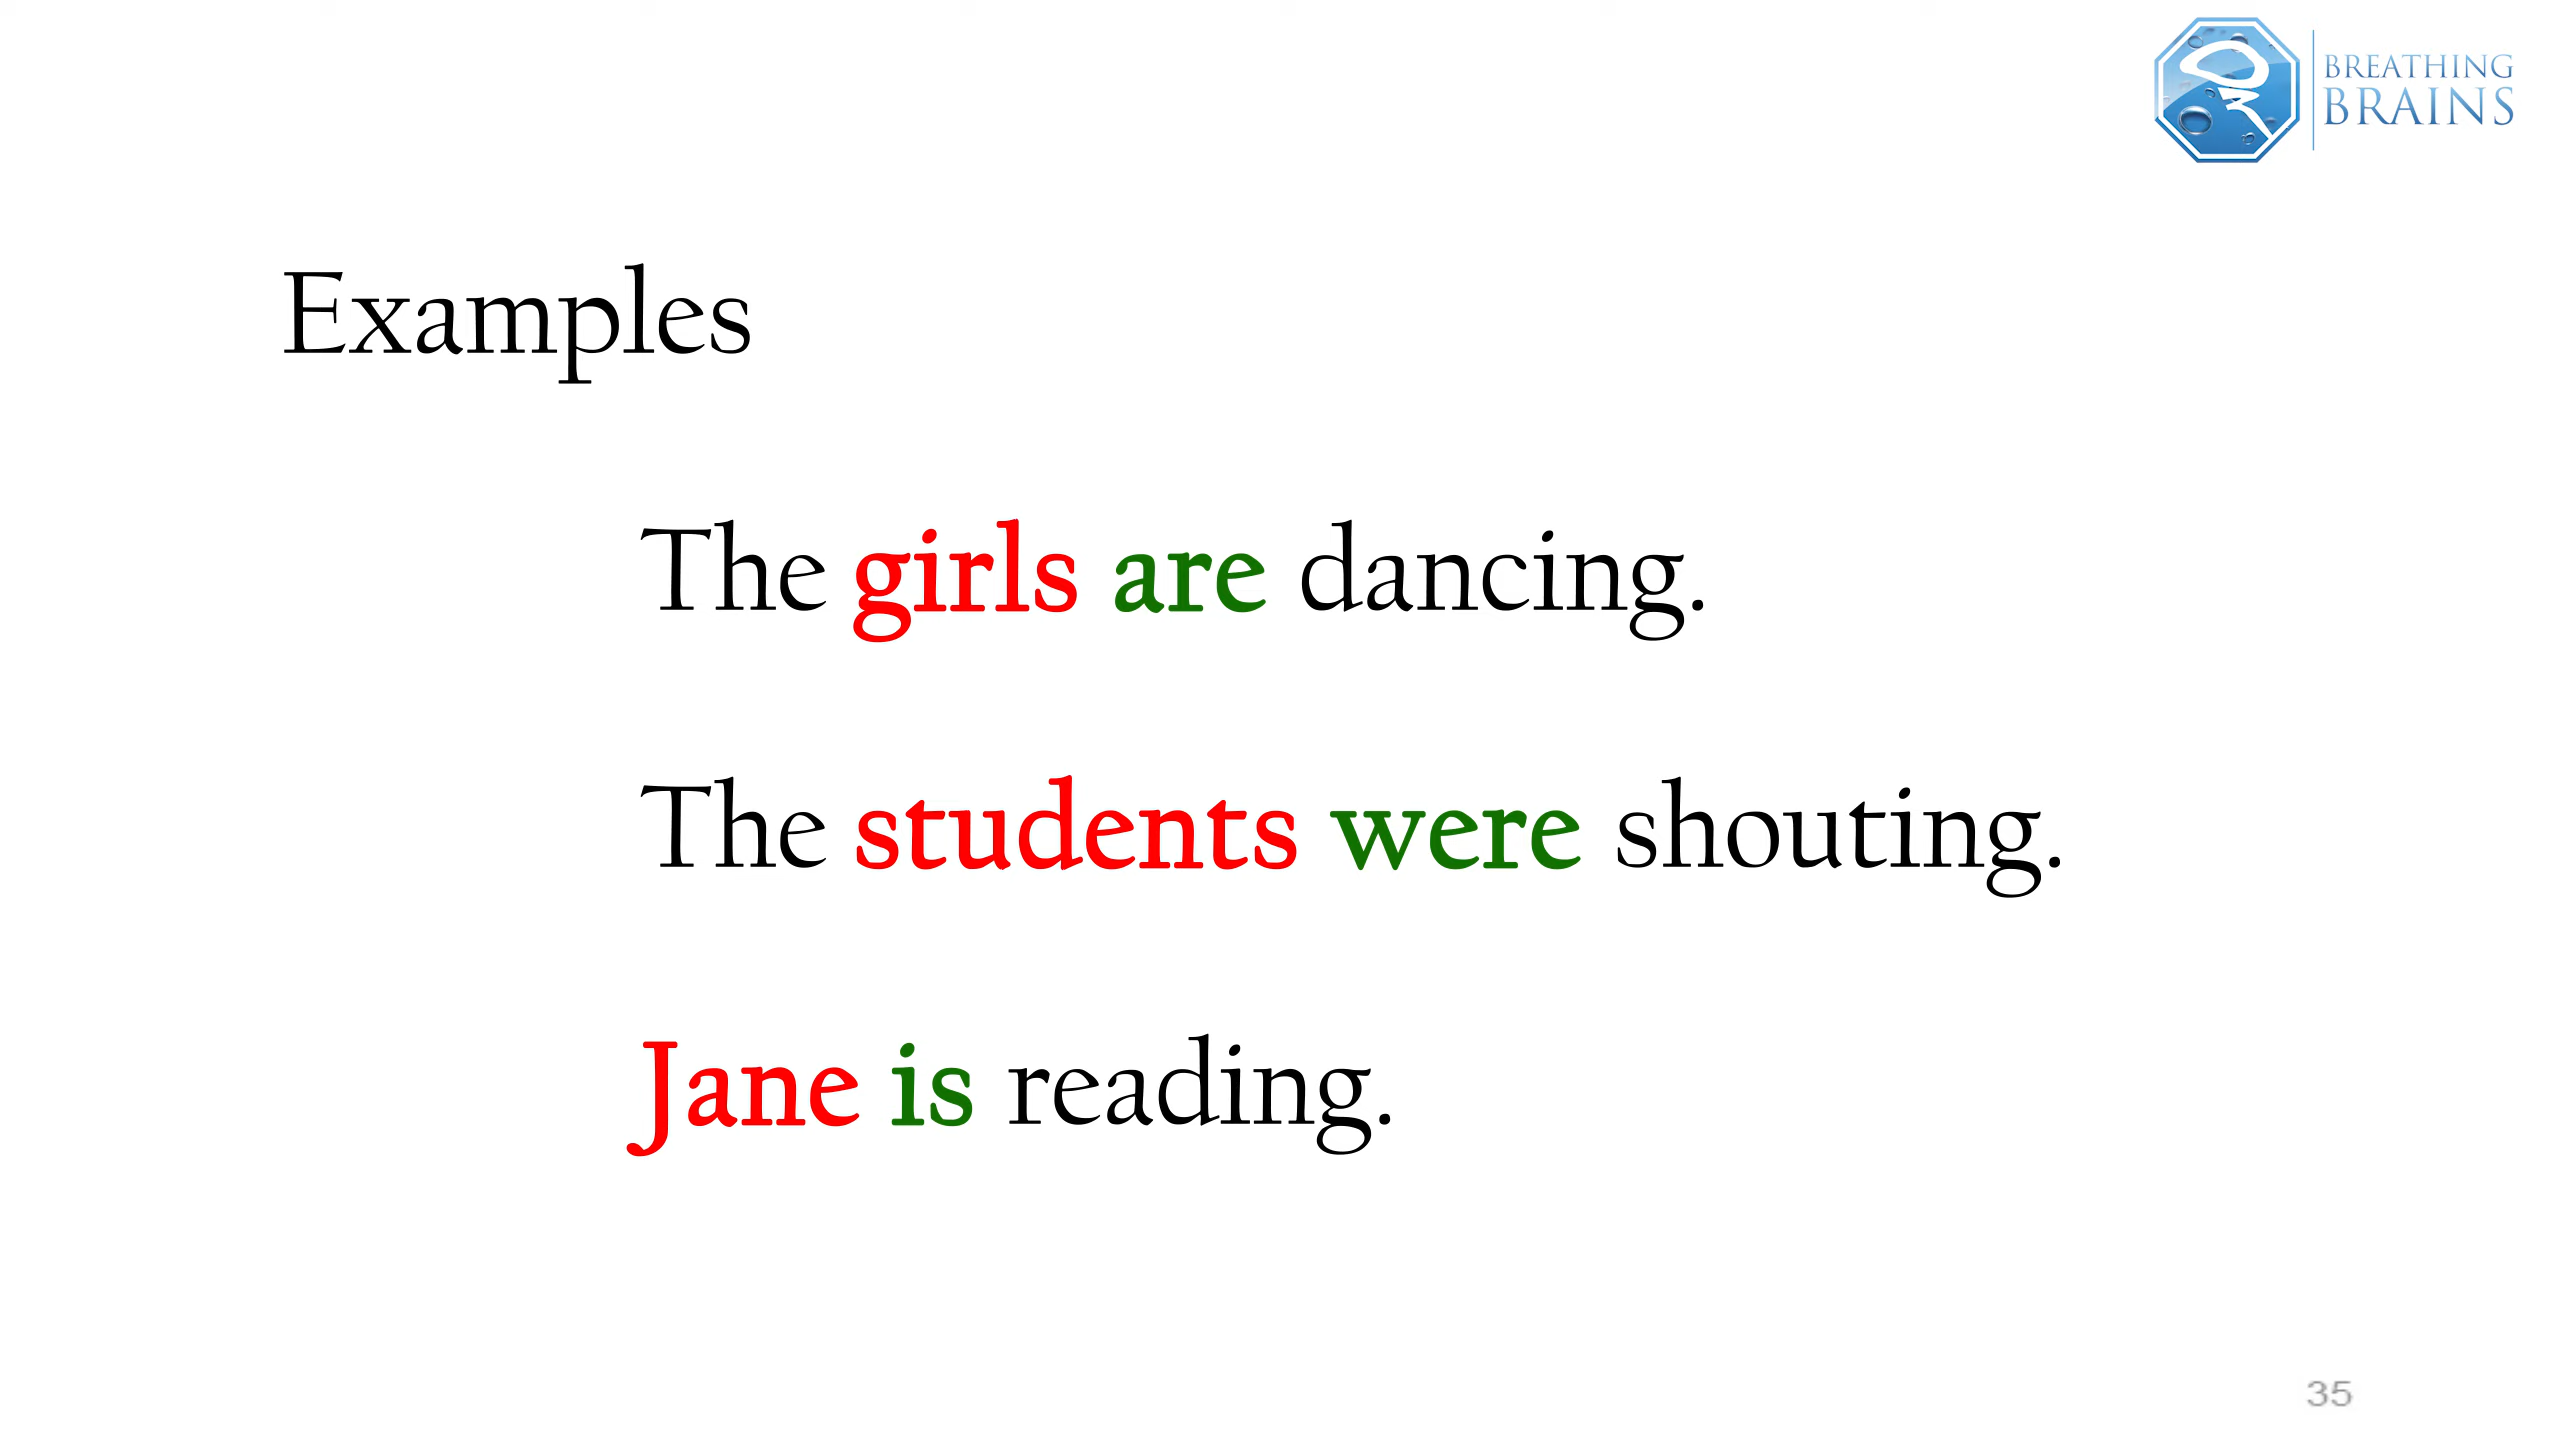 BREATHING
BRAINS
Examples
The girls are dancing.
The students were shouting.
Jane is reading.
35